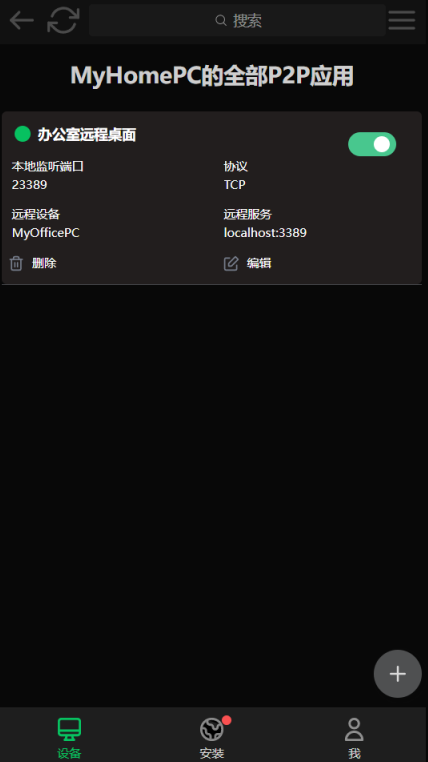 搜索
MyHomePC的全部P2P应用
办公室远程桌面
本地监听端口 协议
23389 TCP
远程设备 远程服务
MyOfficePC localhost:3389
删除 编辑
设备 安装 我